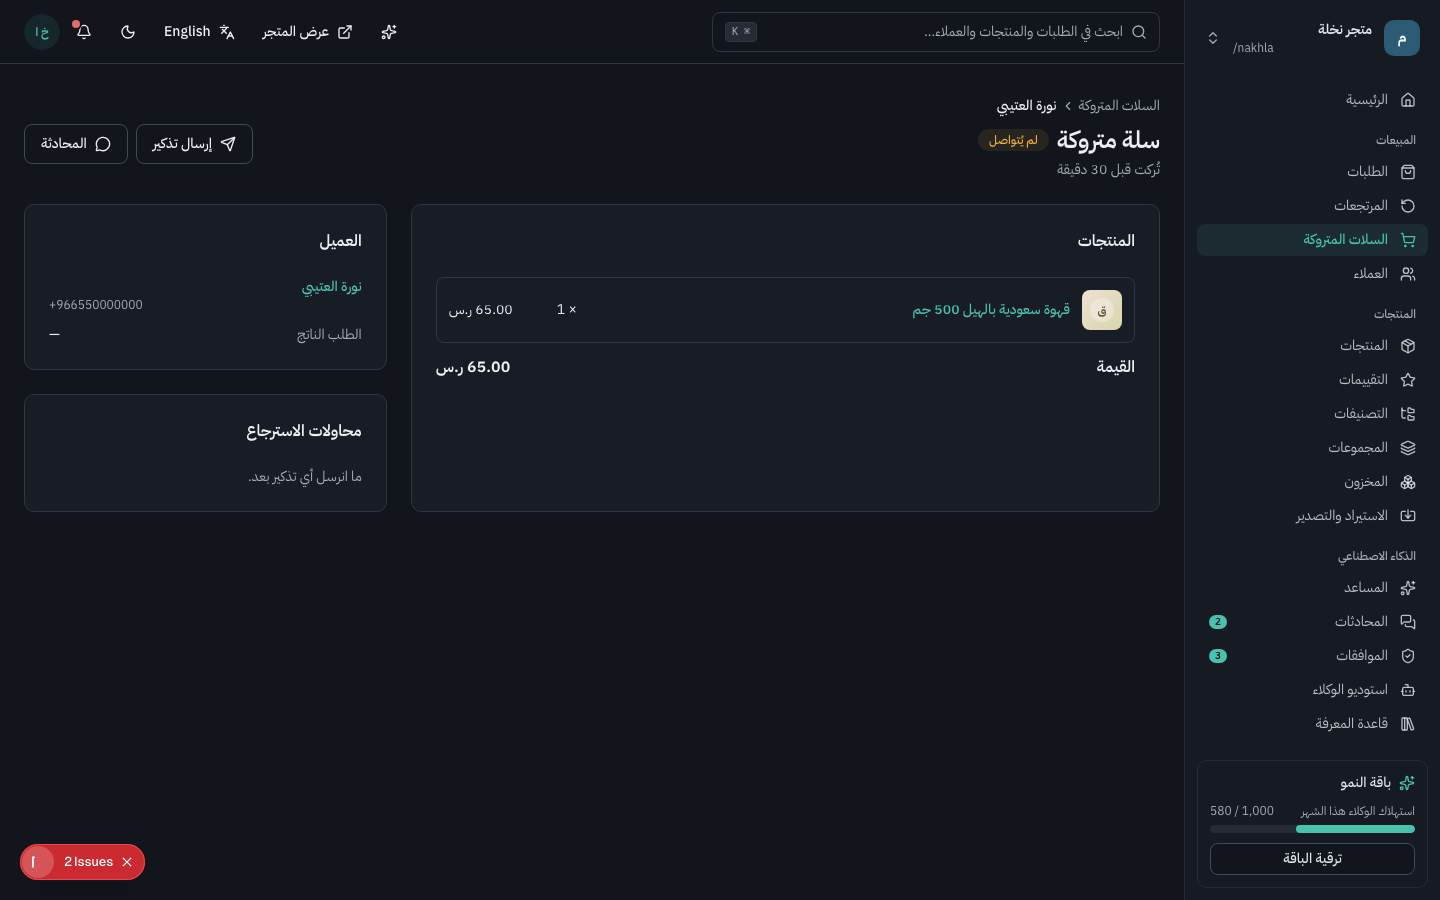 متجر نخلة
/nakhla
الرئيسية
المبيعات
الطلبات
المرتجعات
السلات المتروكة
العملاء
المنتجات
المنتجات
التقييمات
التصنيفات
المجموعات
المخزون
الاستيراد والتصدير
الذكاء الاصطناعي
المساعد
المحادثات 2
الموافقات 3
استوديو الوكلاء
قاعدة المعرفة
باقة النمو
استهلاك الوكلاء هذا الشهر 580 / 1,000
ترقية الباقة
م
ابحث في الطلبات والمنتجات والعملاء... ⌘ K
عرض المتجر
English
خ ا
السلات المتروكة › نورة العتيبي
سلة متروكة لم يُتواصل
تُركت قبل 30 دقيقة
إرسال تذكير
المحادثة
المنتجات
ق قهوة سعودية بالهيل 500 جم × 1 65.00 ر.س
القيمة 65.00 ر.س
العميل
نورة العتيبي
+966550000000
الطلب الناتج —
محاولات الاسترجاع
ما انرسل أي تذكير بعد.
2 Issues